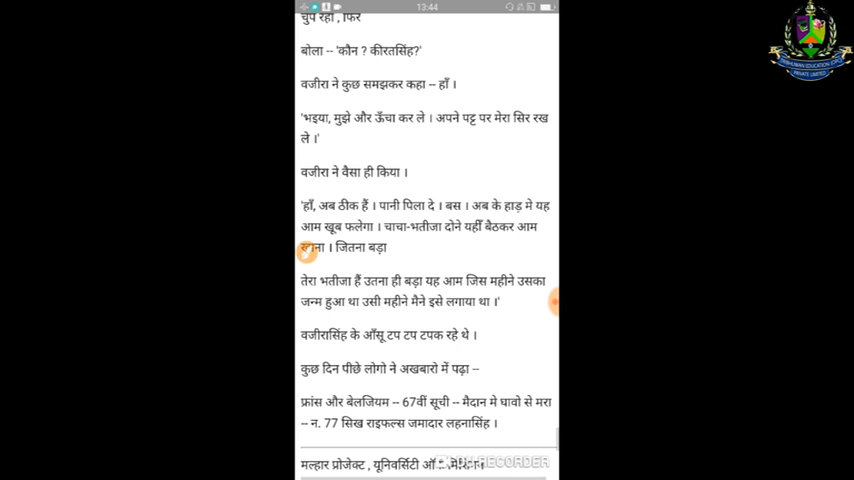 13:44
चुप रहा , फिर
बोला -- 'कौन ? कीरतसिंह?'
वजीरा ने कुछ समझकर कहा -- हाँ ।
'भइया, मुझे और ऊँचा कर ले । अपने पट्ट पर मेरा सिर रख
ले ।'
वजीरा ने वैसा ही किया ।
'हाँ, अब ठीक हैं । पानी पिला दे । बस । अब के हाड़ मे यह
आम खूब फलेगा । चाचा-भतीजा दोने यहीँ बैठकर आम
खाना । जितना बड़ा
तेरा भतीजा हैं उतना ही बड़ा यह आम जिस महीने उसका
जन्म हुआ था उसी महीने मैने इसे लगाया था ।'
वजीरासिंह के आँसू टप टप टपक रहे थे ।
कुछ दिन पीछे लोगो ने अखबारो में पढ़ा --
फ्रांस और बेलजियम -- 67वीं सूची -- मैदान मे घावो से मरा
-- न. 77 सिख राइफल्स जमादार लहनासिंह ।
मल्हार प्रोजेक्ट , यूनिवर्सिटी
RECORDER
PRIVATE LIMITED